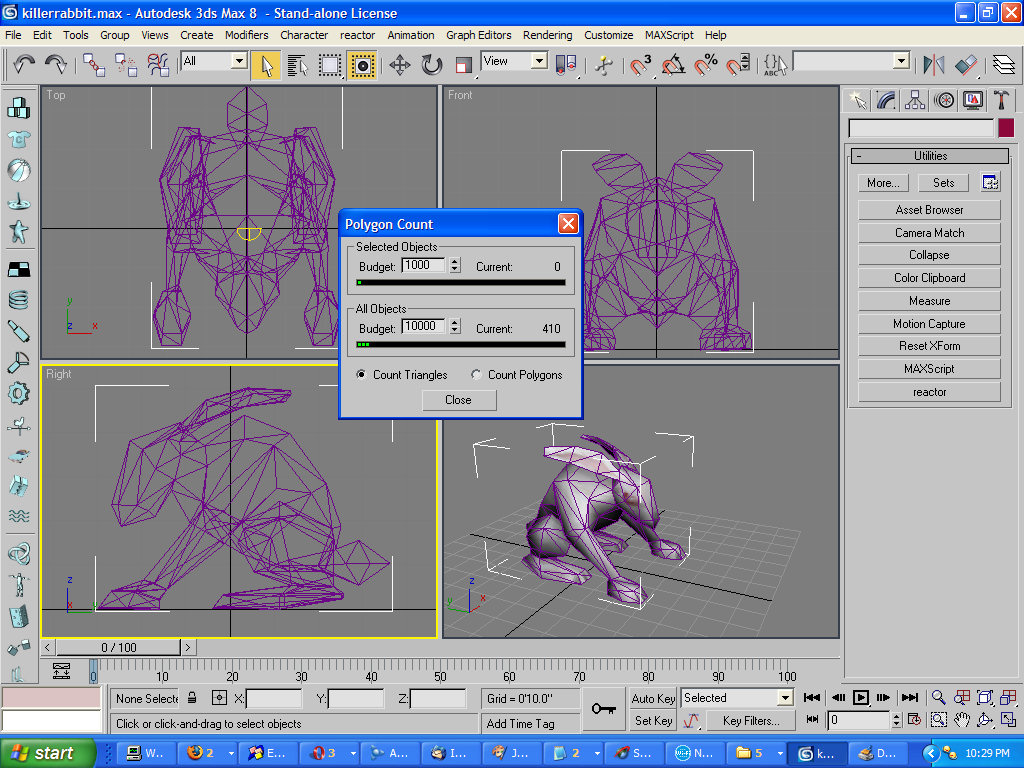 killerrabbit.max - Autodesk 3ds Max 8 - Stand-alone License
File Edit Tools Group Views Create Modifiers Character reactor Animation Graph Editors Rendering Customize MAXScript Help
All View 3 % ABC
Top Front
Utilities
More... Sets
Asset Browser
Camera Match
Collapse
Color Clipboard
Measure
Motion Capture
Reset XForm
MAXScript
reactor
Polygon Count
Selected Objects
Budget: 1000 Current: 0
All Objects
Budget: 10000 Current: 410
Count Triangles Count Polygons
Close
y
z x
Right
z
x y
z
y x
< 0 / 100 >
0 10 20 30 40 50 60 70 80 90 100
None Selecte X: Y: Z: Grid = 0'10.0" Auto Key Selected
Click or click-and-drag to select objects Add Time Tag Set Key Key Filters... 0
start W... 2 E... 3 A... I... J... 2 S... N... 5 k... D... 10:29 PM